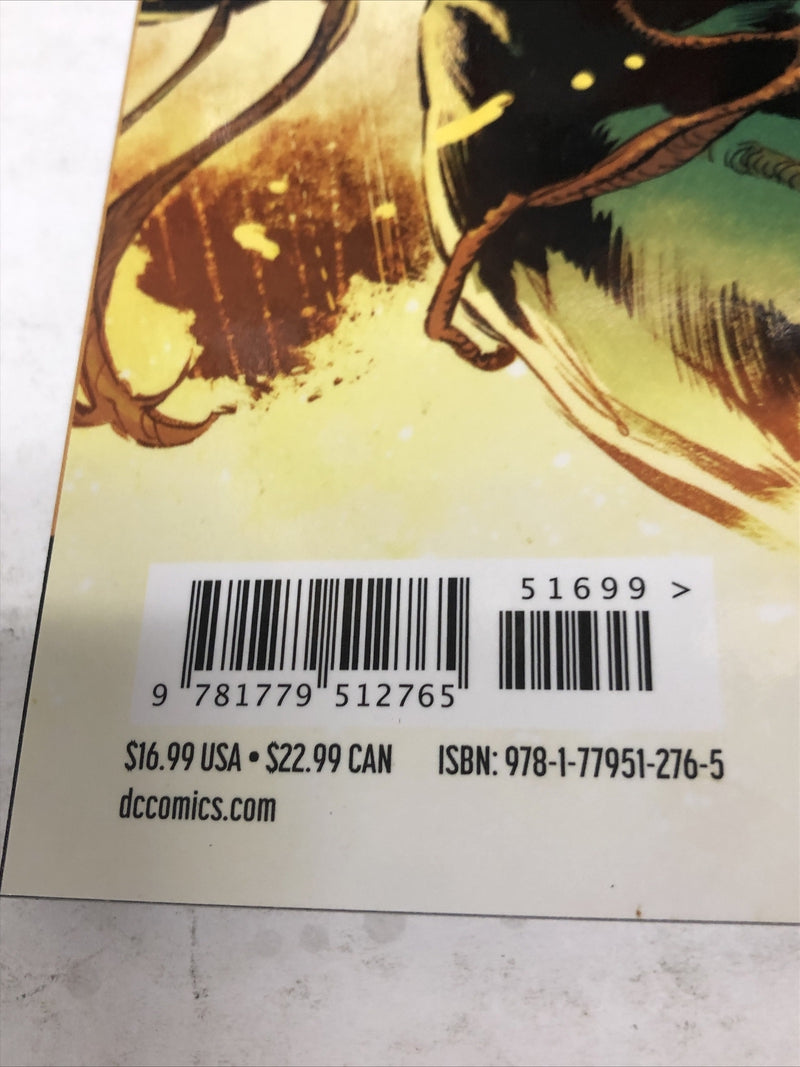 51699 >
9 781779 512765
$16.99 USA • $22.99 CAN ISBN: 978-1-77951-276-5
dccomics.com